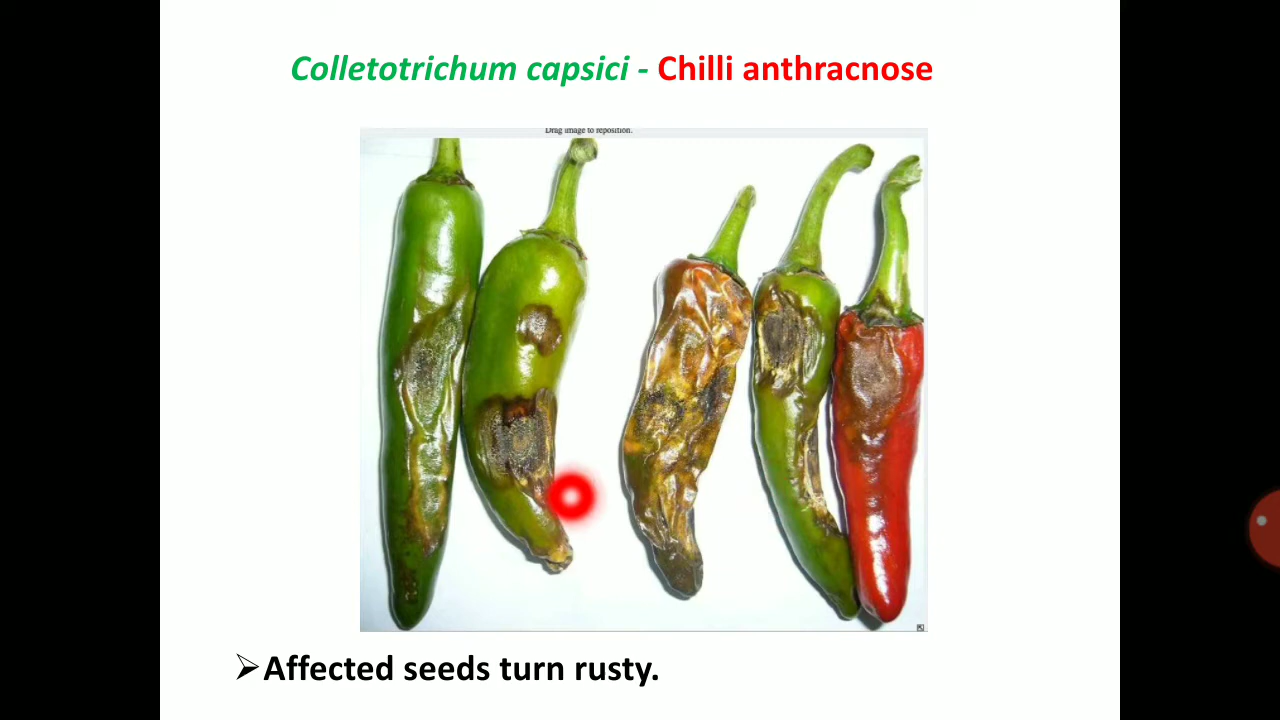 Colletotrichum capsici - Chilli anthracnose
Drag image to reposition.
➢Affected seeds turn rusty.